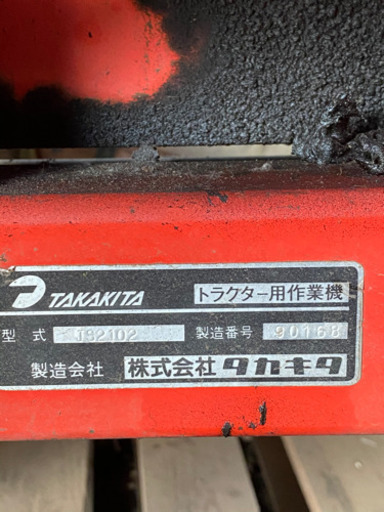 TAKAKITA トラクター用作業機
型式 JS2102 製造番号 90168
製造会社 株式会社 タカキタ